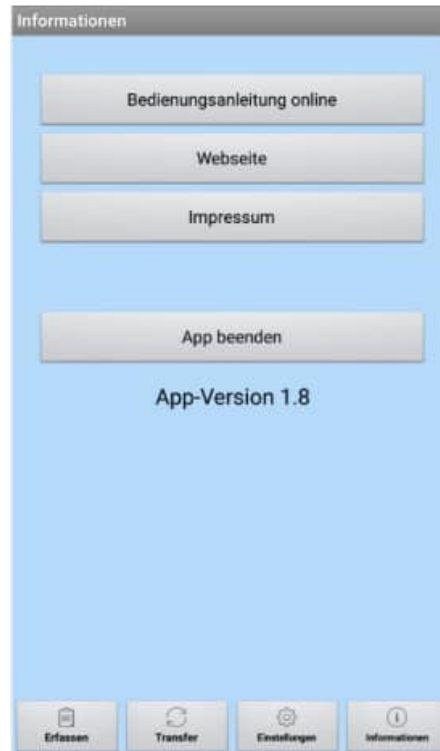 Informationen
Bedienungsanleitung online
Webseite
Impressum
App beenden
App-Version 1.8
Erfassen
Transfer
Einstellungen
Informationen